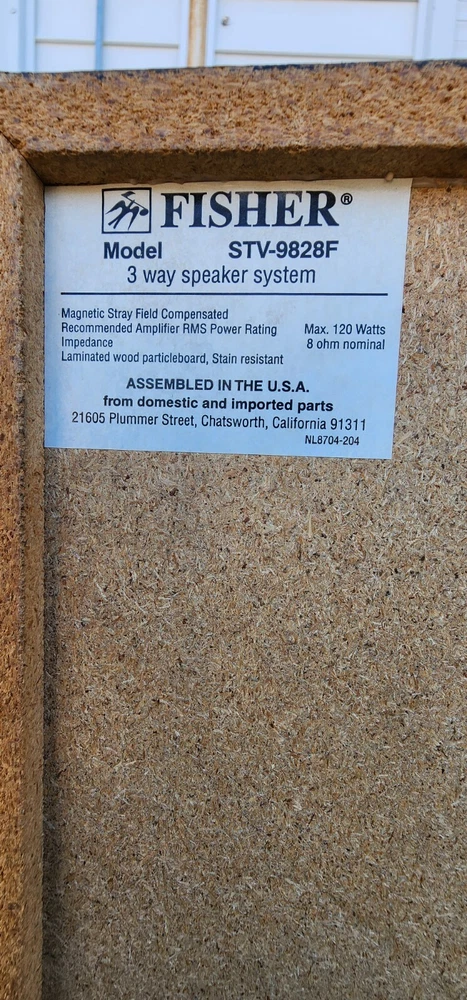 FISHER®
Model STV-9828F
3 way speaker system
Magnetic Stray Field Compensated
Recommended Amplifier RMS Power Rating Max. 120 Watts
Impedance 8 ohm nominal
Laminated wood particleboard, Stain resistant
ASSEMBLED IN THE U.S.A.
from domestic and imported parts
21605 Plummer Street, Chatsworth, California 91311
NL8704-204